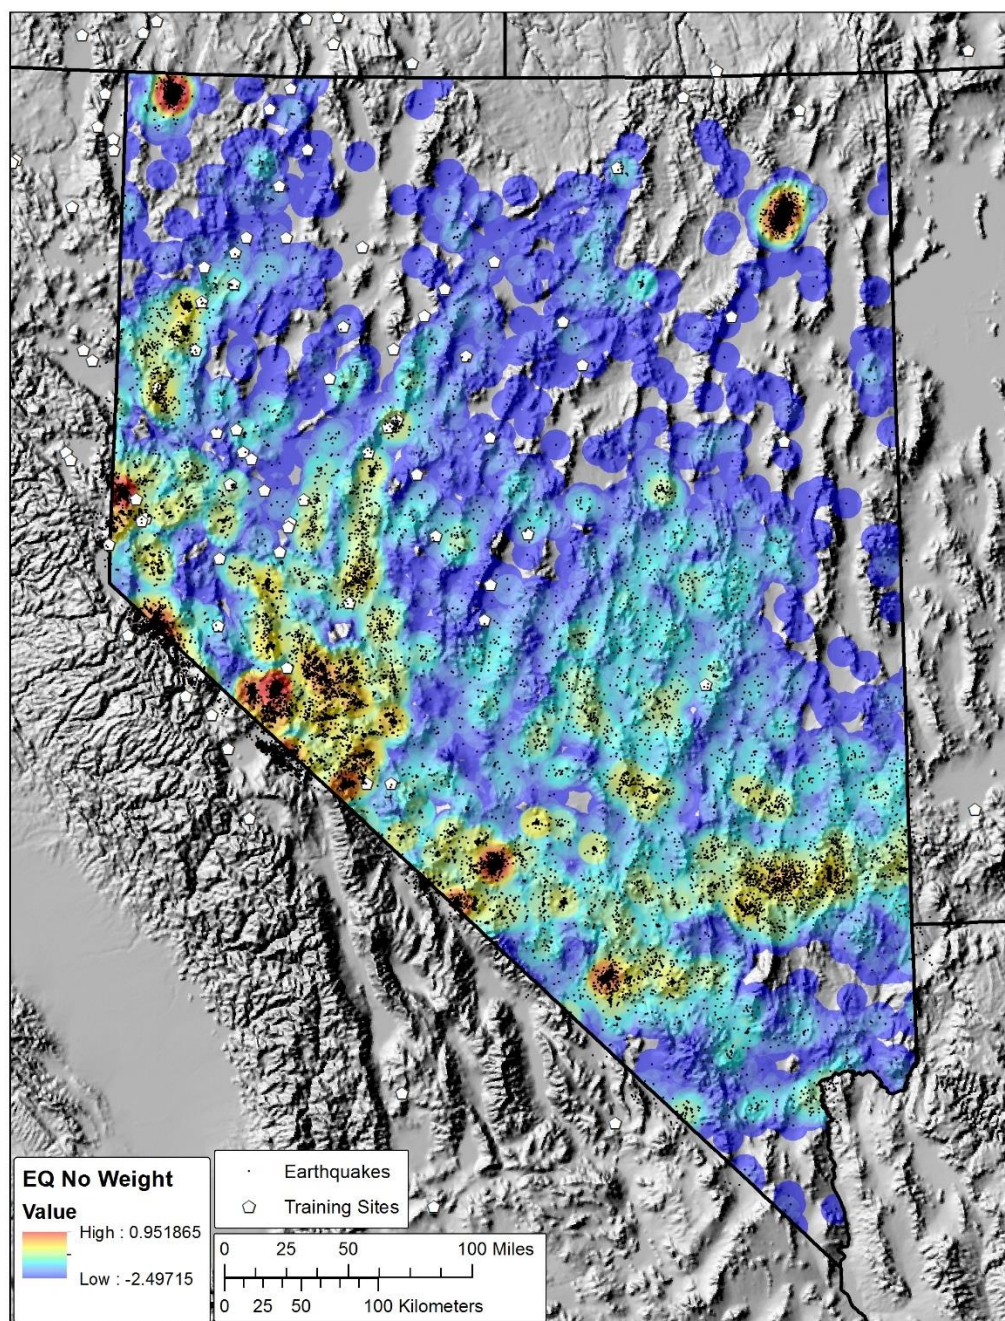 EQ No Weight
Value
High : 0.951865
Low : -2.49715
Earthquakes
Training Sites
0 25 50 100 Miles
0 25 50 100 Kilometers